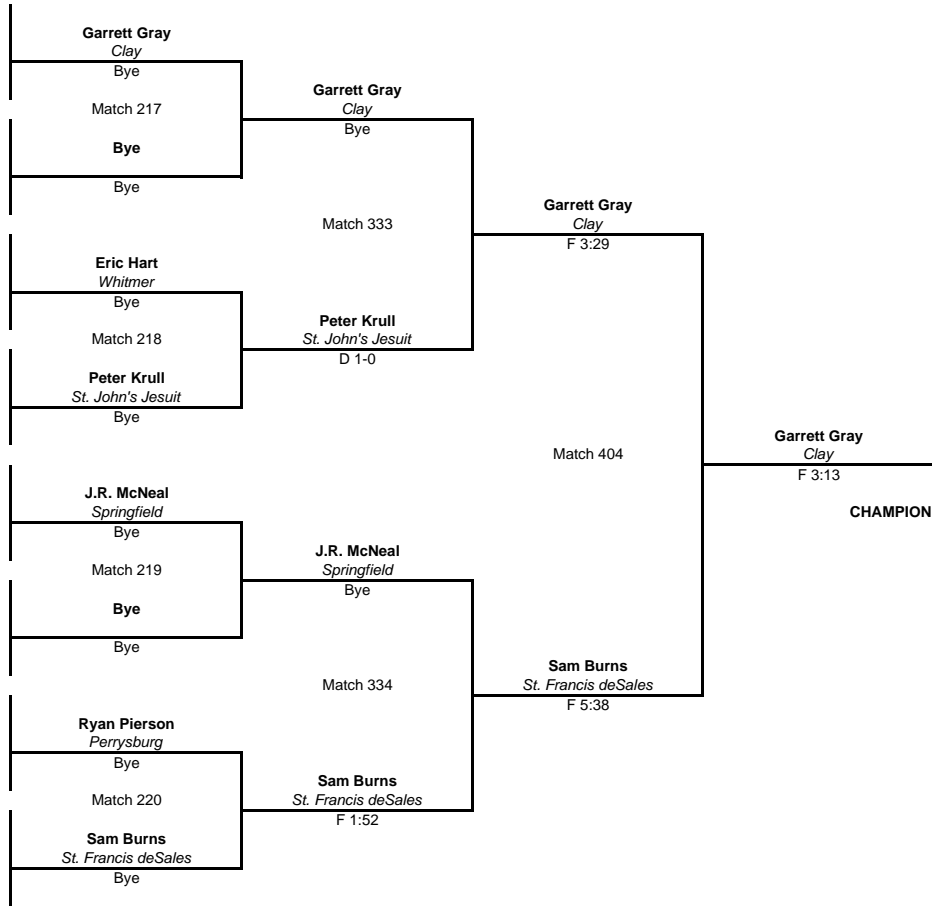 Garrett Gray
Clay
Bye
Match 217
Bye
Bye
Garrett Gray
Clay
Bye
Match 333
Eric Hart
Whitmer
Bye
Match 218
Peter Krull
St. John's Jesuit
Bye
Peter Krull
St. John's Jesuit
D 1-0
Garrett Gray
Clay
F 3:29
Match 404
J.R. McNeal
Springfield
Bye
Match 219
Bye
Bye
J.R. McNeal
Springfield
Bye
Match 334
Ryan Pierson
Perrysburg
Bye
Match 220
Sam Burns
St. Francis deSales
Bye
Sam Burns
St. Francis deSales
F 1:52
Sam Burns
St. Francis deSales
F 5:38
Garrett Gray
Clay
F 3:13
CHAMPION